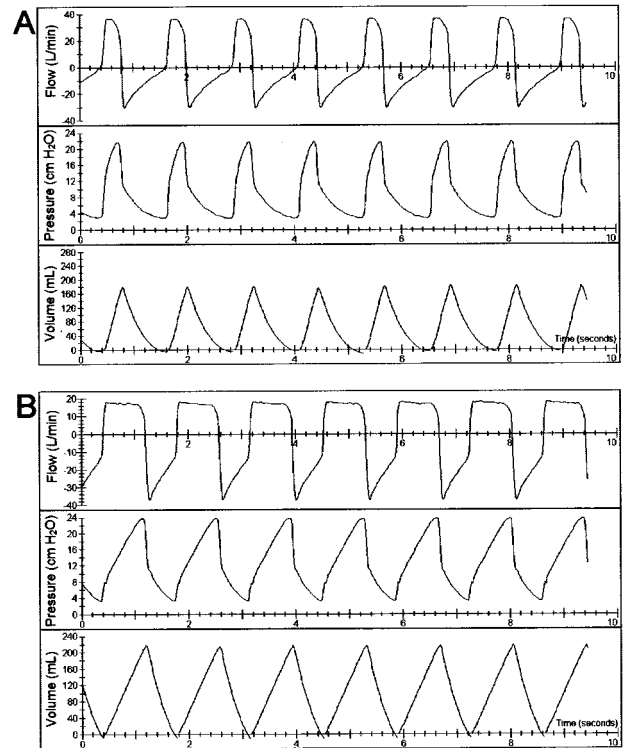 A
Flow (L/min)
40
20
0
-20
-40
2 4 6 8 10
Pressure (cm H₂O)
24
20
16
12
8
4
0
0 2 4 6 8 10
Volume (mL)
280
240
200
160
120
80
40
0
0 2 4 6 8 10
Time (seconds)
B
Flow (L/min)
20
10
0
-10
-20
-30
-40
2 4 6 8 10
Pressure (cm H₂O)
24
20
16
12
8
4
0
0 2 4 6 8 10
Volume (mL)
240
200
160
120
80
40
0
0 2 4 6 8 10
Time (seconds)